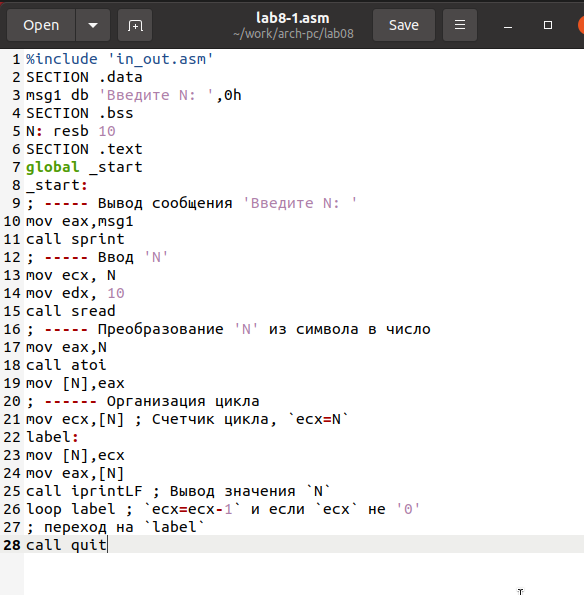 Open
lab8-1.asm
~/work/arch-pc/lab08
Save
1 %include 'in_out.asm'
2 SECTION .data
3 msg1 db 'Введите N: ',0h
4 SECTION .bss
5 N: resb 10
6 SECTION .text
7 global _start
8 _start:
9 ; ----- Вывод сообщения 'Введите N: '
10 mov eax,msg1
11 call sprint
12 ; ----- Ввод 'N'
13 mov ecx, N
14 mov edx, 10
15 call sread
16 ; ----- Преобразование 'N' из символа в число
17 mov eax,N
18 call atoi
19 mov [N],eax
20 ; ------ Организация цикла
21 mov ecx,[N] ; Счетчик цикла, `ecx=N`
22 label:
23 mov [N],ecx
24 mov eax,[N]
25 call iprintLF ; Вывод значения `N`
26 loop label ; `ecx=ecx-1` и если `ecx` не '0'
27 ; переход на `label`
28 call quit